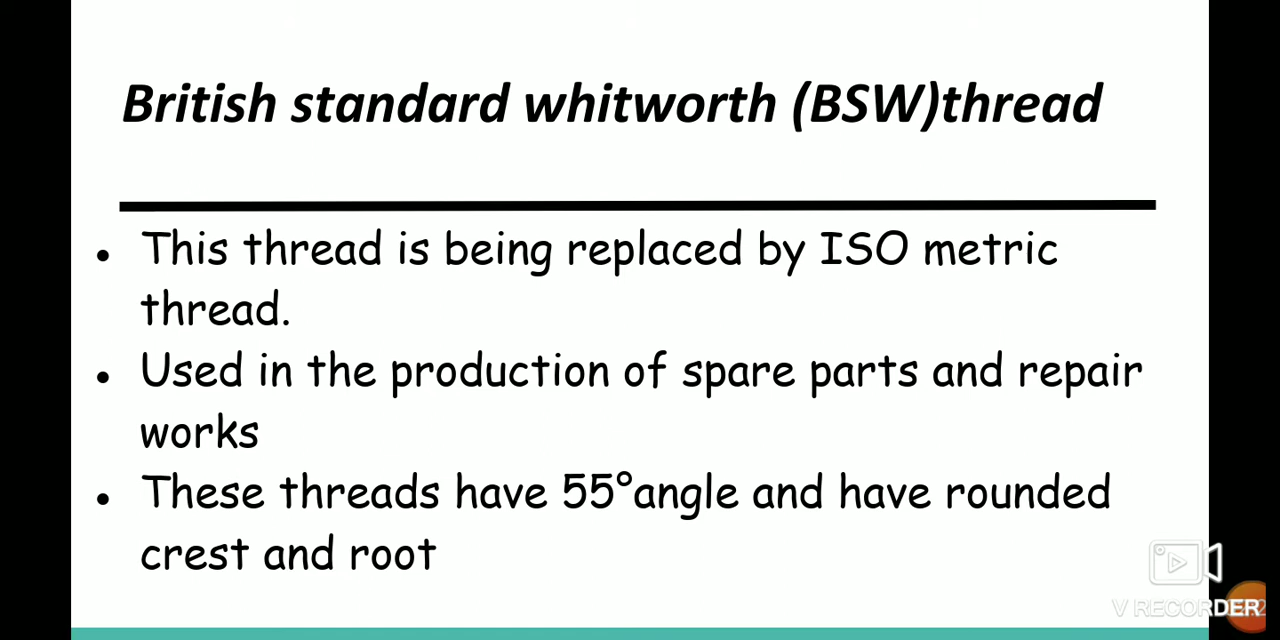 British standard whitworth (BSW)thread
• This thread is being replaced by ISO metric
thread.
• Used in the production of spare parts and repair
works
• These threads have 55°angle and have rounded
crest and root
V RECORDER